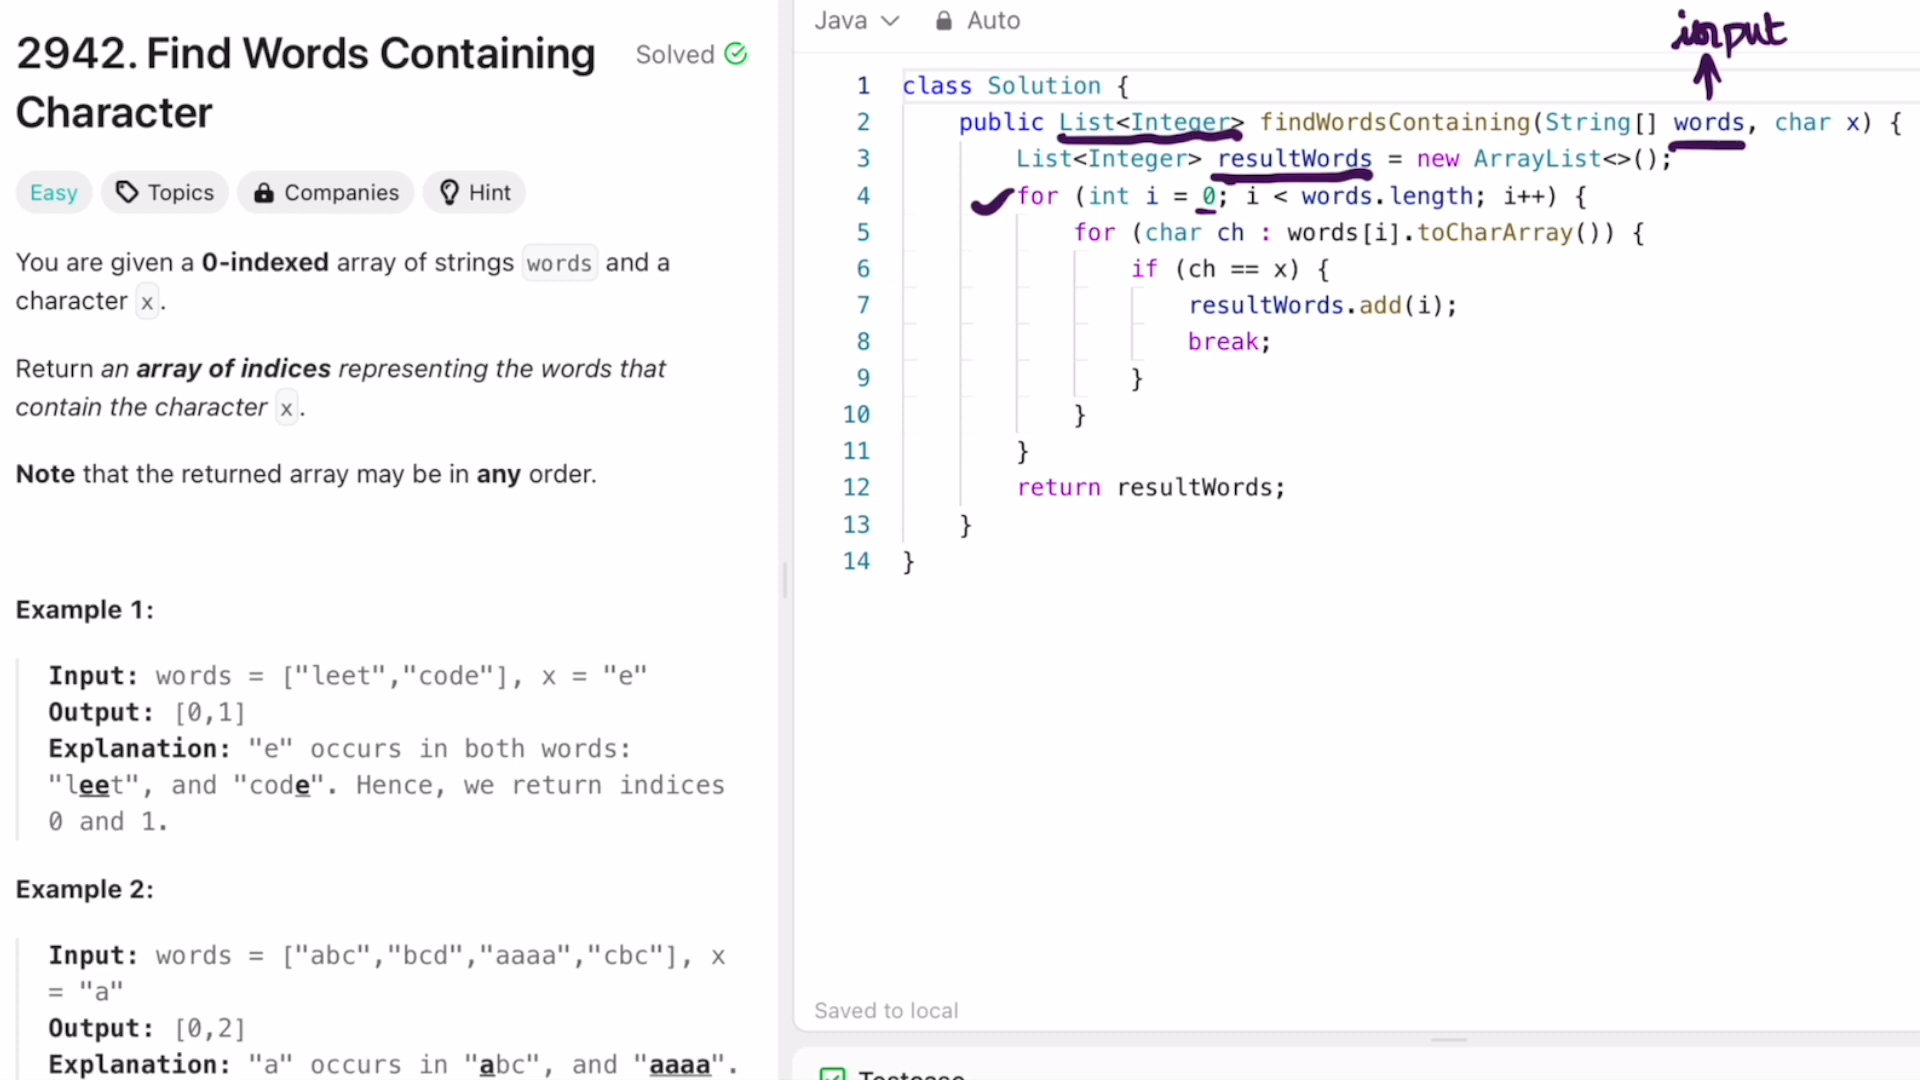 2942. Find Words Containing Character
Solved
Easy
Topics
Companies
Hint
You are given a 0-indexed array of strings words and a
character x.
Return an array of indices representing the words that
contain the character x.
Note that the returned array may be in any order.
Example 1:
Input: words = ["leet","code"], x = "e"
Output: [0,1]
Explanation: "e" occurs in both words:
"leet", and "code". Hence, we return indices
0 and 1.
Example 2:
Input: words = ["abc","bcd","aaaa","cbc"], x
= "a"
Output: [0,2]
Explanation: "a" occurs in "abc", and "aaaa".
Java
Auto
input
1 class Solution {
2 public List<Integer> findWordsContaining(String[] words, char x) {
3 List<Integer> resultWords = new ArrayList<>();
4 for (int i = 0; i < words.length; i++) {
5 for (char ch : words[i].toCharArray()) {
6 if (ch == x) {
7 resultWords.add(i);
8 break;
9 }
10 }
11 }
12 return resultWords;
13 }
14 }
Saved to local
Testcase